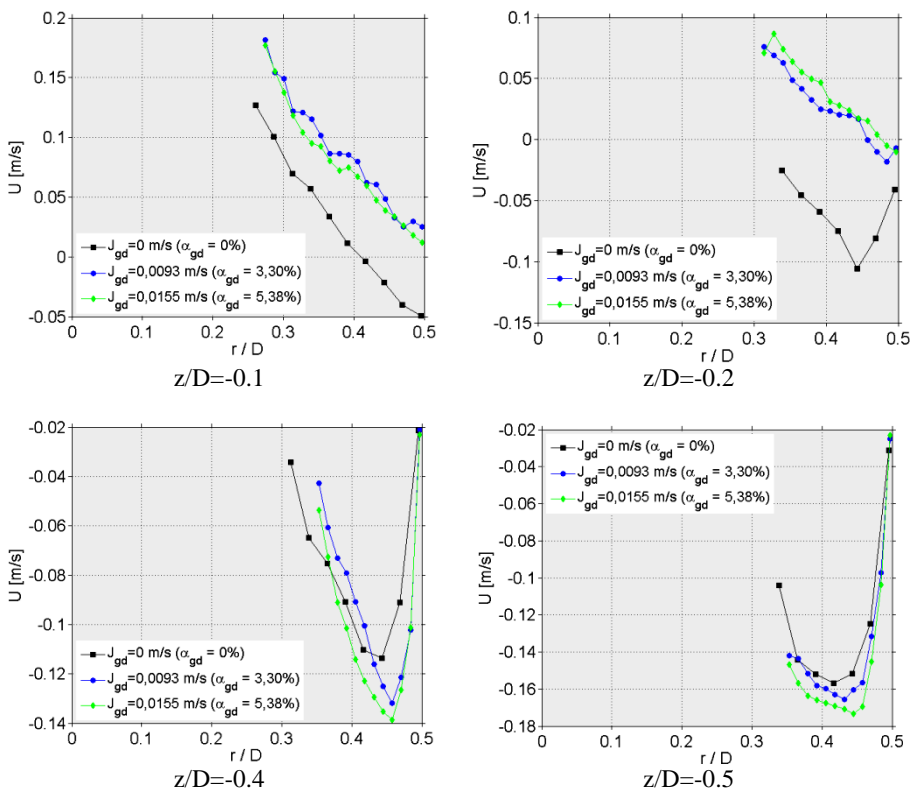 0.2
0.15
0.1
0.05
0
-0.05
U [m/s]
J_gd=0 m/s (α_gd = 0%)
J_gd=0,0093 m/s (α_gd = 3,30%)
J_gd=0,0155 m/s (α_gd = 5,38%)
0 0.1 0.2 0.3 0.4 0.5
r / D
z/D=-0.1
0.1
0.05
0
-0.05
-0.1
-0.15
U [m/s]
J_gd=0 m/s (α_gd = 0%)
J_gd=0,0093 m/s (α_gd = 3,30%)
J_gd=0,0155 m/s (α_gd = 5,38%)
0 0.1 0.2 0.3 0.4 0.5
r / D
z/D=-0.2
-0.02
-0.04
-0.06
-0.08
-0.1
-0.12
-0.14
U [m/s]
J_gd=0 m/s (α_gd = 0%)
J_gd=0,0093 m/s (α_gd = 3,30%)
J_gd=0,0155 m/s (α_gd = 5,38%)
0 0.1 0.2 0.3 0.4 0.5
r / D
z/D=-0.4
-0.02
-0.04
-0.06
-0.08
-0.1
-0.12
-0.14
-0.16
-0.18
U [m/s]
J_gd=0 m/s (α_gd = 0%)
J_gd=0,0093 m/s (α_gd = 3,30%)
J_gd=0,0155 m/s (α_gd = 5,38%)
0 0.1 0.2 0.3 0.4 0.5
r / D
z/D=-0.5